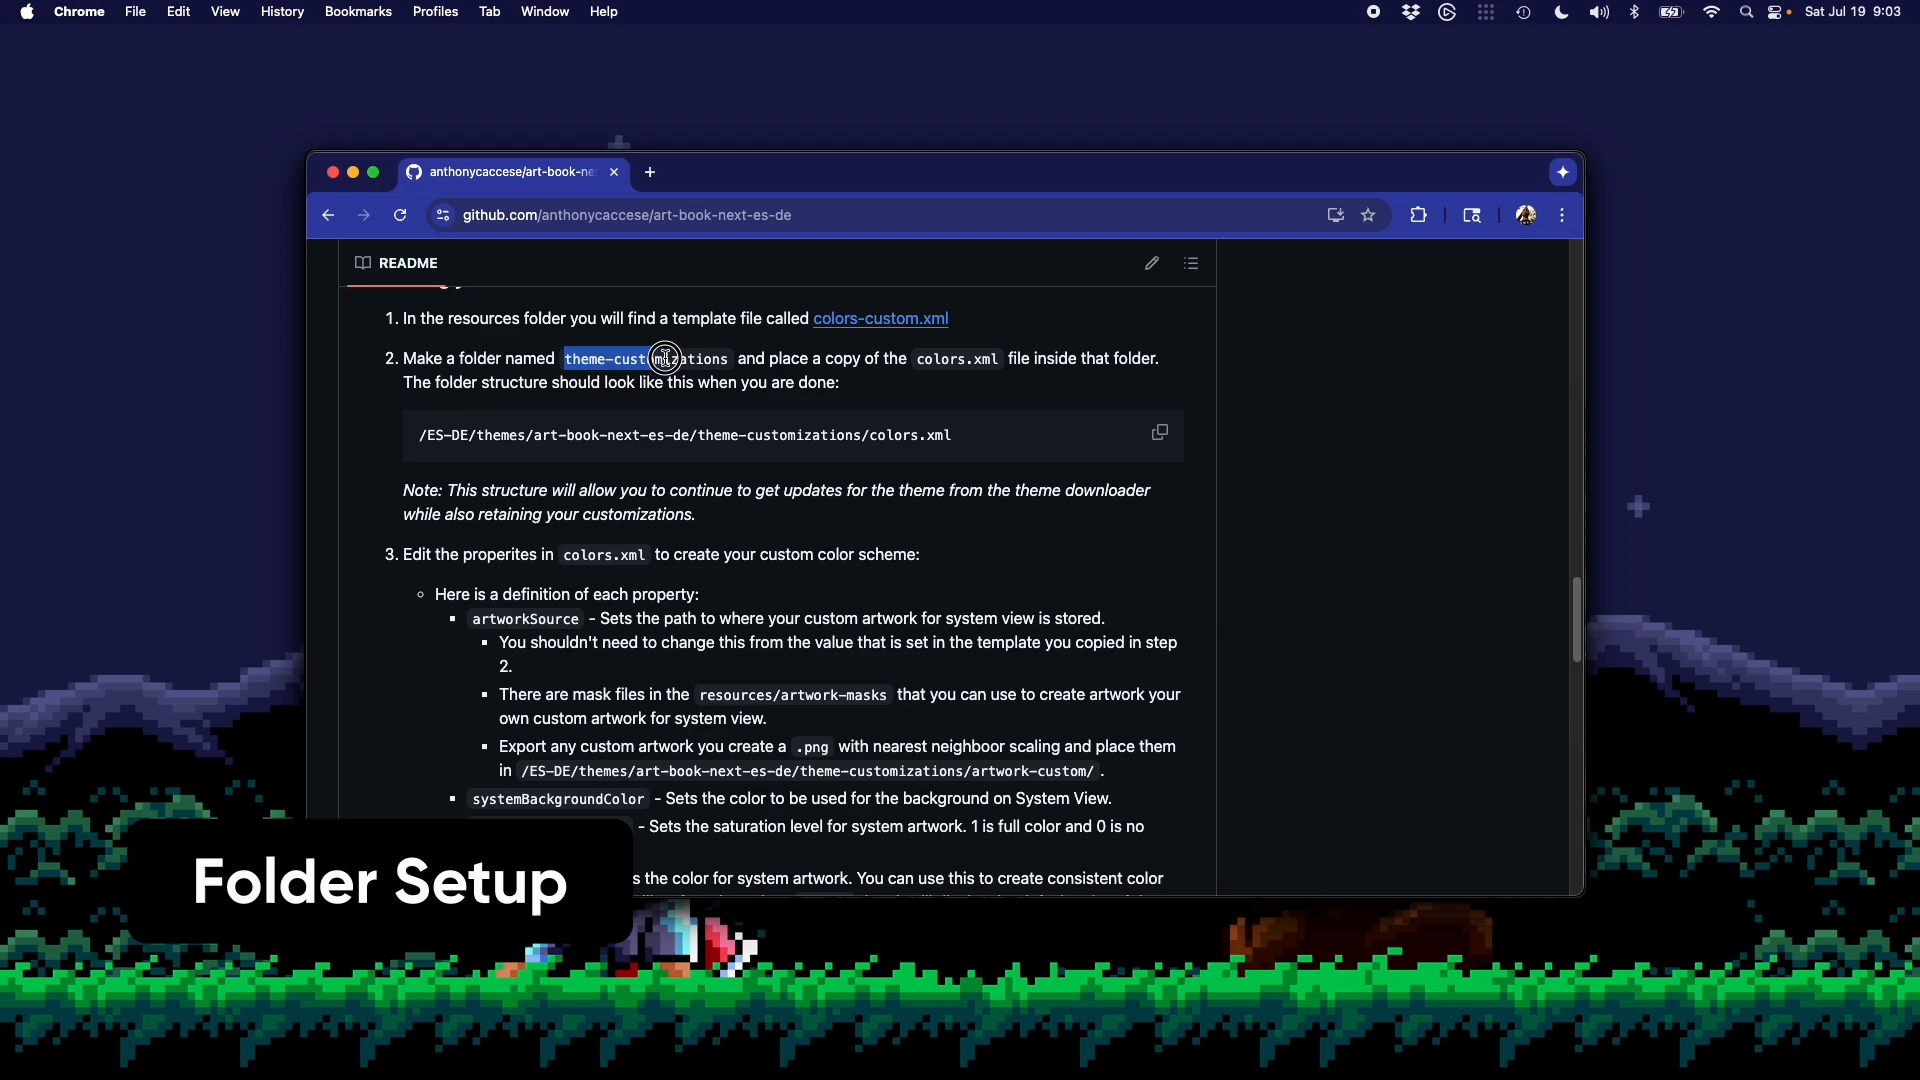 Chrome File Edit View History Bookmarks Profiles Tab Window Help
Sat Jul 19 9:03
anthonycaccese/art-book-ne
github.com/anthonycaccese/art-book-next-es-de
README
1. In the resources folder you will find a template file called colors-custom.xml
2. Make a folder named theme-customizations and place a copy of the colors.xml file inside that folder.
The folder structure should look like this when you are done:
/ES-DE/themes/art-book-next-es-de/theme-customizations/colors.xml
Note: This structure will allow you to continue to get updates for the theme from the theme downloader
while also retaining your customizations.
3. Edit the properites in colors.xml to create your custom color scheme:
Here is a definition of each property:
artworkSource - Sets the path to where your custom artwork for system view is stored.
You shouldn't need to change this from the value that is set in the template you copied in step
2.
There are mask files in the resources/artwork-masks that you can use to create artwork your
own custom artwork for system view.
Export any custom artwork you create a .png with nearest neighboor scaling and place them
in /ES-DE/themes/art-book-next-es-de/theme-customizations/artwork-custom/ .
systemBackgroundColor - Sets the color to be used for the background on System View.
- Sets the saturation level for system artwork. 1 is full color and 0 is no
s the color for system artwork. You can use this to create consistent color
Folder Setup